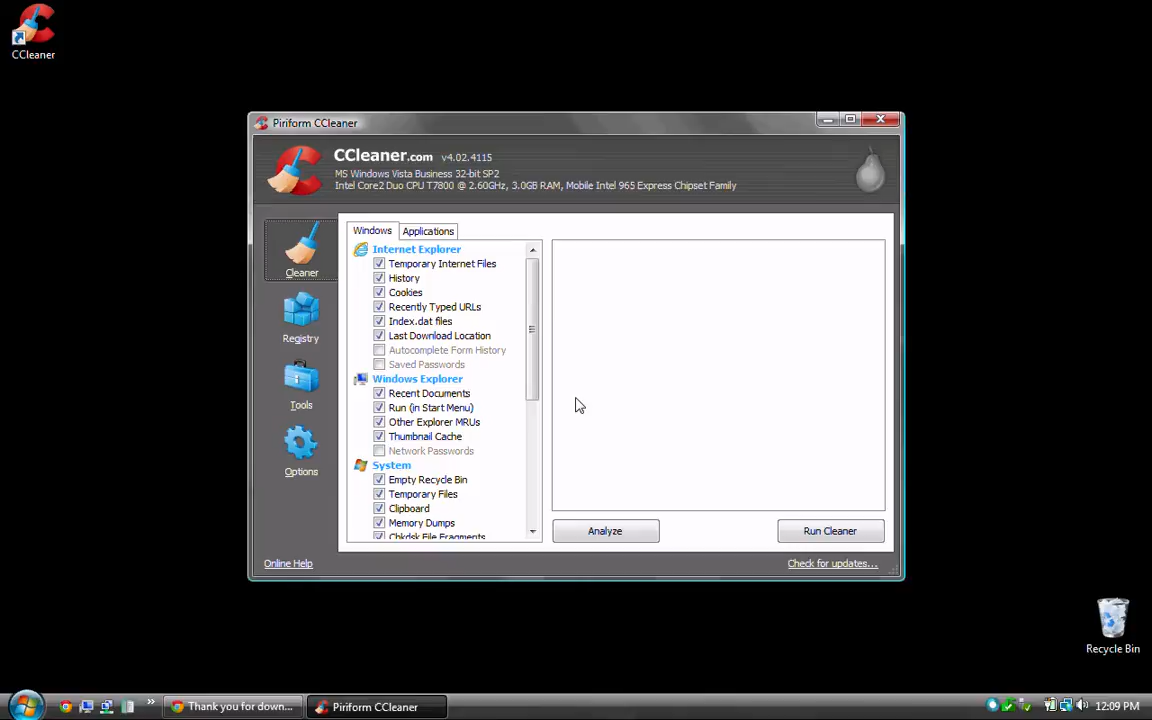 CCleaner
Piriform CCleaner
CCleaner.com v4.02.4115
MS Windows Vista Business 32-bit SP2
Intel Core2 Duo CPU T7800 @ 2.60GHz, 3.0GB RAM, Mobile Intel 965 Express Chipset Family
Cleaner
Registry
Tools
Options
Windows
Applications
Internet Explorer
Temporary Internet Files
History
Cookies
Recently Typed URLs
Index.dat files
Last Download Location
Autocomplete Form History
Saved Passwords
Windows Explorer
Recent Documents
Run (in Start Menu)
Other Explorer MRUs
Thumbnail Cache
Network Passwords
System
Empty Recycle Bin
Temporary Files
Clipboard
Memory Dumps
Chkdsk File Fragments
Analyze
Run Cleaner
Online Help
Check for updates...
Recycle Bin
Thank you for down...
Piriform CCleaner
12:09 PM